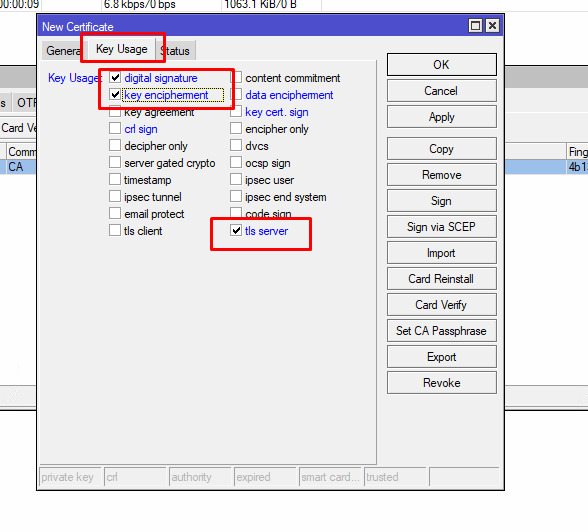 00:00:09 6.8 kbps/0 bps 1063.1 KiB/0 B
New Certificate
General Key Usage Status
Key Usage: digital signature content commitment
key encipherment data encipherment
key agreement key cert. sign
crl sign encipher only
decipher only dvcs
server gated crypto ocsp sign
timestamp ipsec user
ipsec tunnel ipsec end system
email protect code sign
tls client tls server
OK
Cancel
Apply
Copy
Remove
Sign
Sign via SCEP
Import
Card Reinstall
Card Verify
Set CA Passphrase
Export
Revoke
s OTP
Card Ve
Comm
CA
Fing
private key crl authority expired smart card... trusted